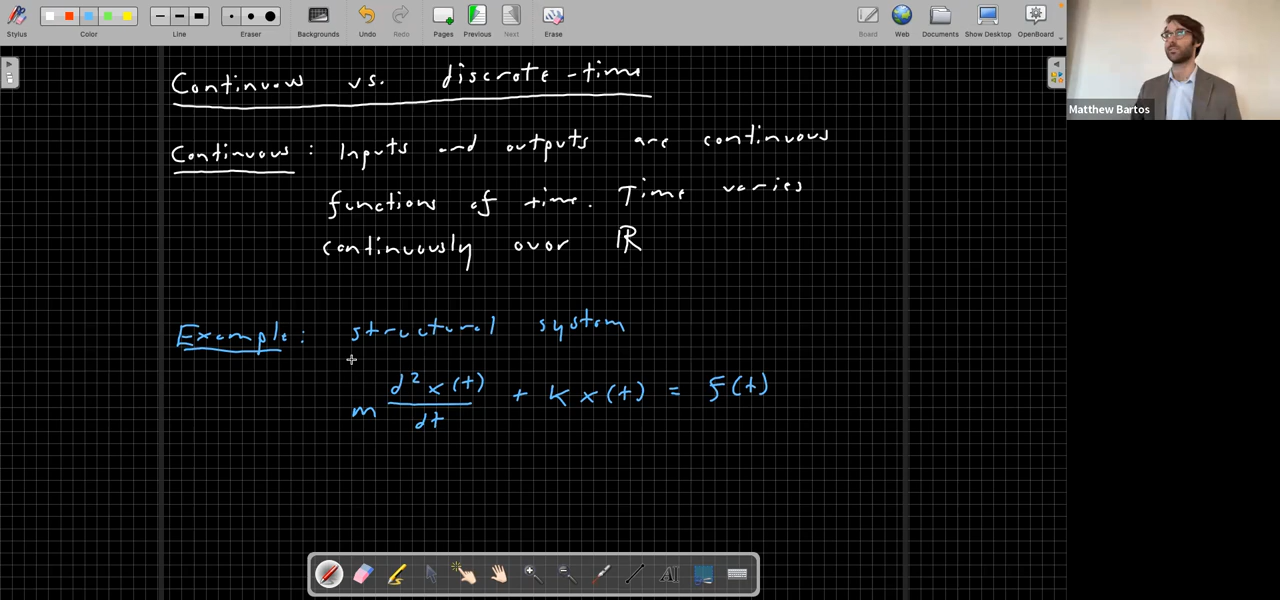 Stylus Color Line Eraser Backgrounds Undo Redo Pages Previous Next Erase Board Web Documents Show Desktop OpenBoard
Matthew Bartos
Continuous vs. discrete-time
Continuous: Inputs and outputs are continuous
functions of time. Time varies
continuously over ℝ
Example: structural system
m d²x(t)/dt + k x(t) = f(t)